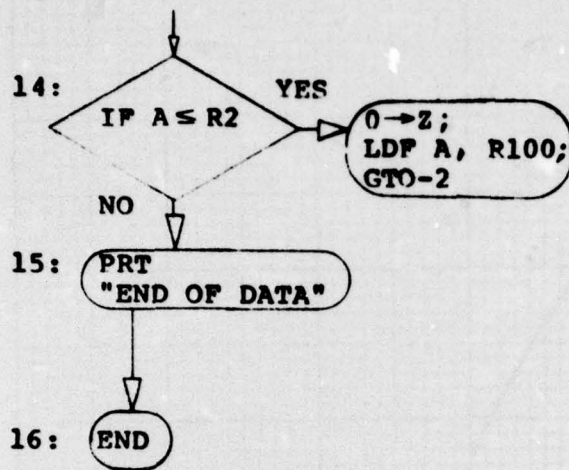 14:
IF A ≤ R2
YES
0→Z;
LDF A, R100;
GTO-2
NO
15:
PRT
"END OF DATA"
16:
END